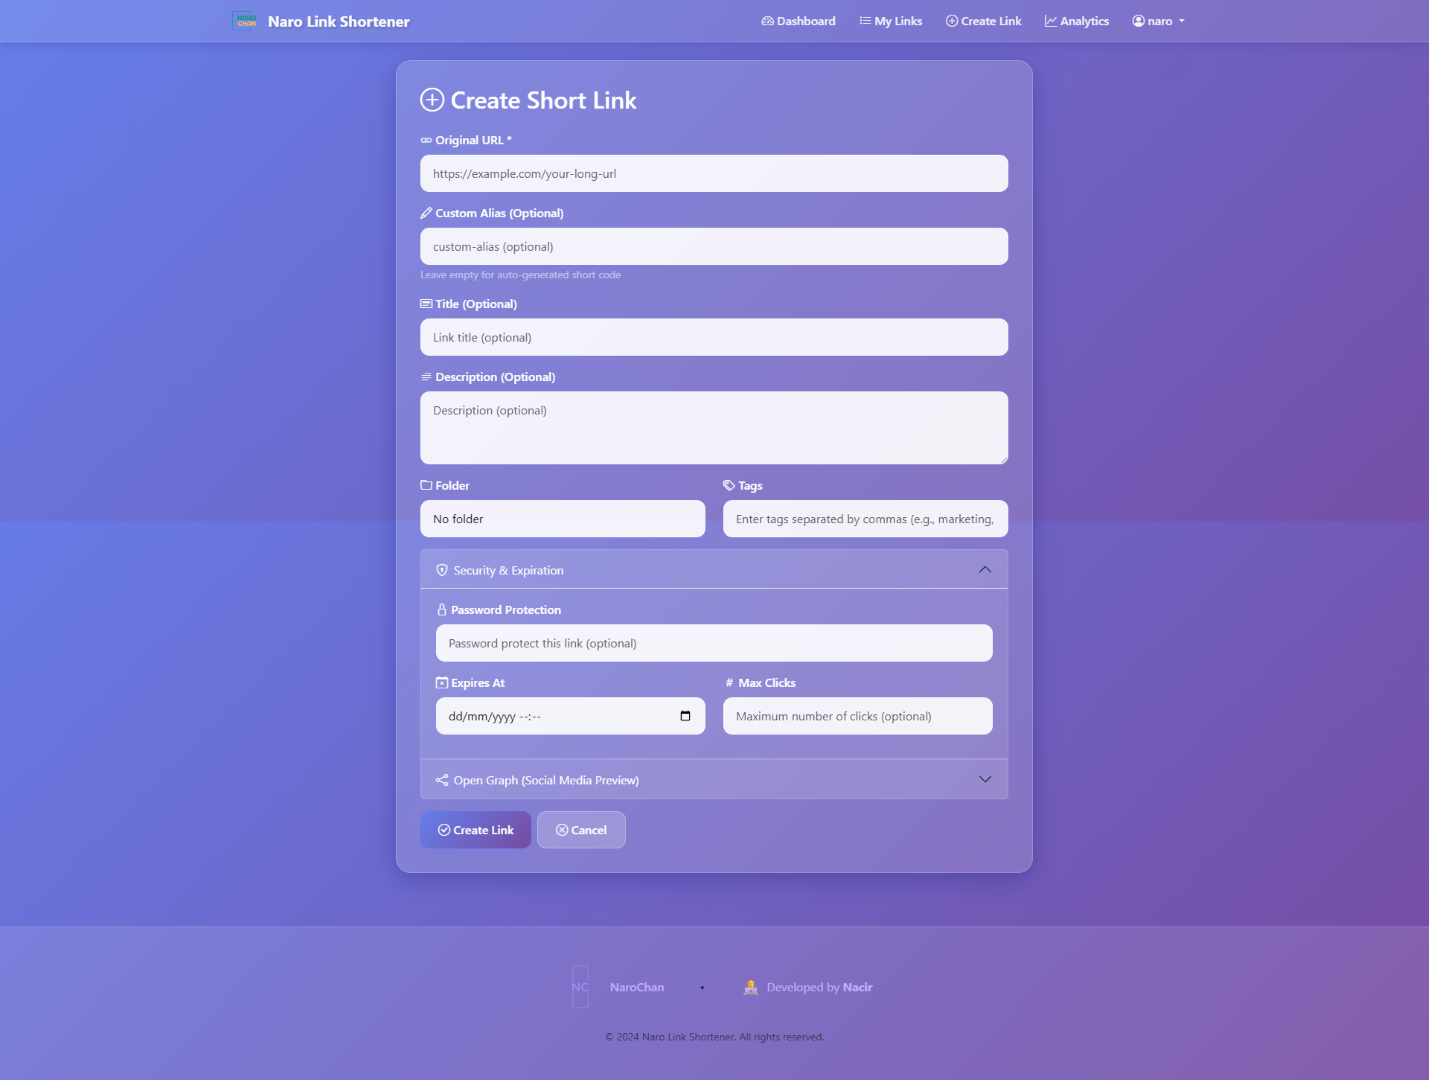 NARO
CHAN
Naro Link Shortener
Dashboard
My Links
Create Link
Analytics
naro
Create Short Link
Original URL *
https://example.com/your-long-url
Custom Alias (Optional)
custom-alias (optional)
Leave empty for auto-generated short code
Title (Optional)
Link title (optional)
Description (Optional)
Description (optional)
Folder
Tags
No folder
Enter tags separated by commas (e.g., marketing,
Security & Expiration
Password Protection
Password protect this link (optional)
Expires At
# Max Clicks
dd/mm/yyyy --:--
Maximum number of clicks (optional)
Open Graph (Social Media Preview)
Create Link
Cancel
NC
NaroChan
•
Developed by Nacir
© 2024 Naro Link Shortener. All rights reserved.